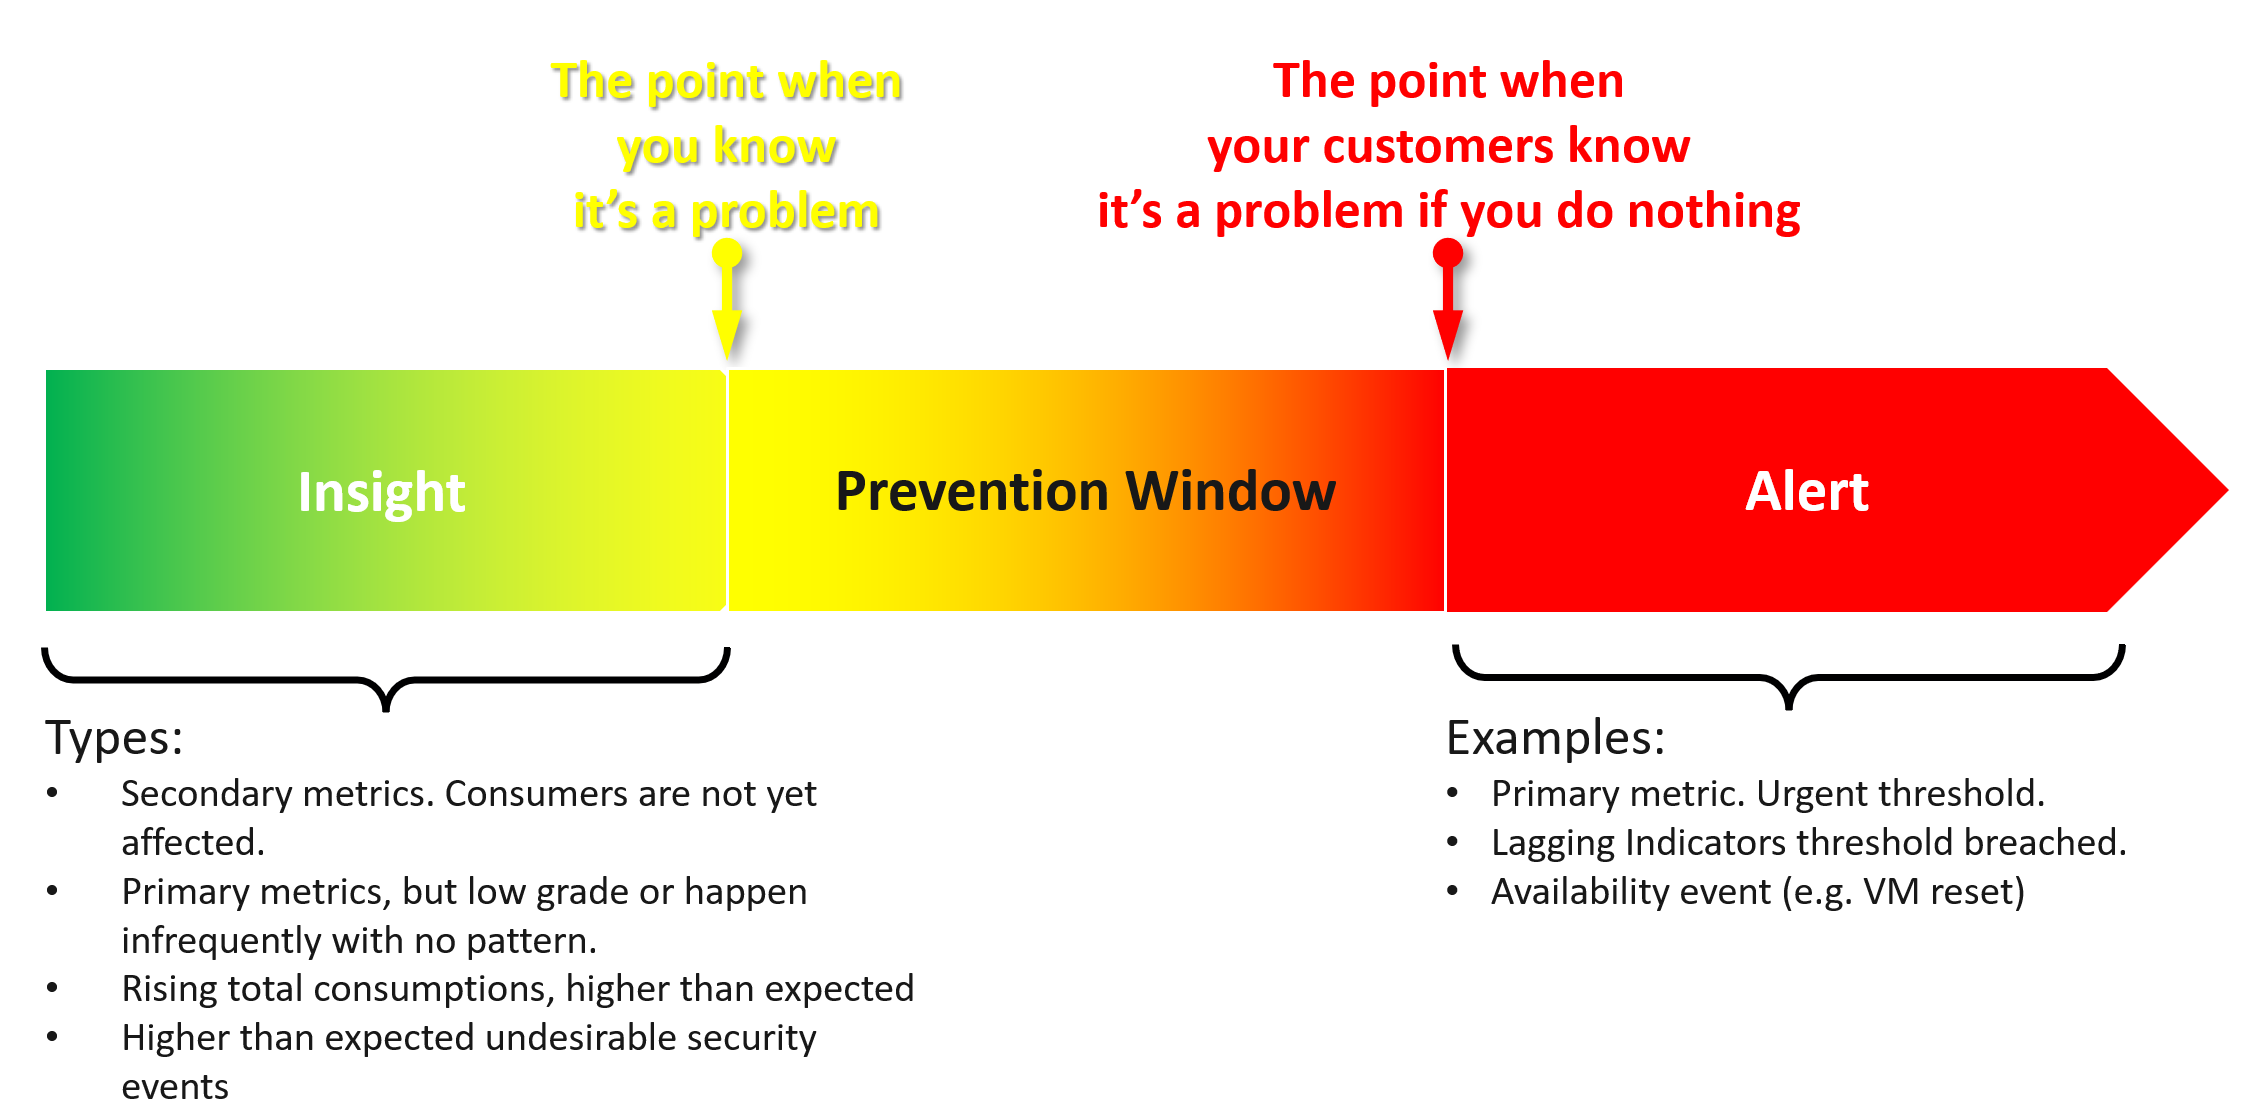 The point when
you know
it’s a problem
The point when
your customers know
it’s a problem if you do nothing
Insight
Prevention Window
Alert
Types:
• Secondary metrics. Consumers are not yet
affected.
• Primary metrics, but low grade or happen
infrequently with no pattern.
• Rising total consumptions, higher than expected
• Higher than expected undesirable security
events
Examples:
• Primary metric. Urgent threshold.
• Lagging Indicators threshold breached.
• Availability event (e.g. VM reset)